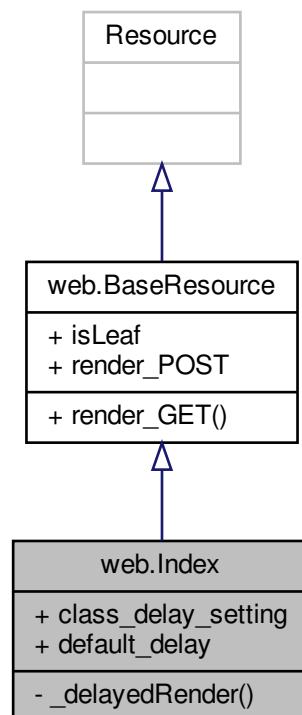 Resource
web.BaseResource
+ isLeaf
+ render_POST
+ render_GET()
web.Index
+ class_delay_setting
+ default_delay
- _delayedRender()